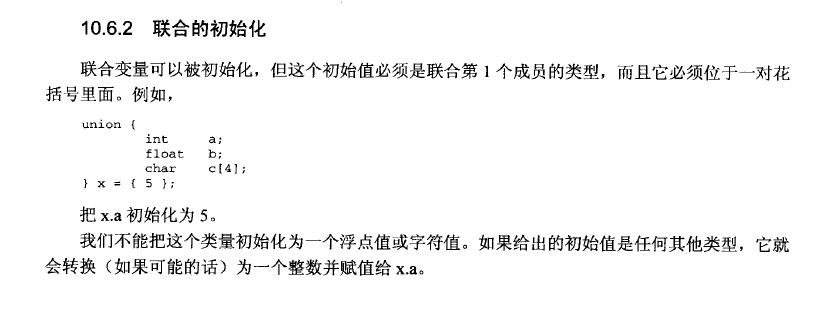 10.6.2 联合的初始化
联合变量可以被初始化，但这个初始值必须是联合第 1 个成员的类型，而且它必须位于一对花
括号里面。例如，
union {
int a;
float b;
char c[4];
} x = { 5 };
把 x.a 初始化为 5。
我们不能把这个类量初始化为一个浮点值或字符值。如果给出的初始值是任何其他类型，它就
会转换（如果可能的话）为一个整数并赋值给 x.a。